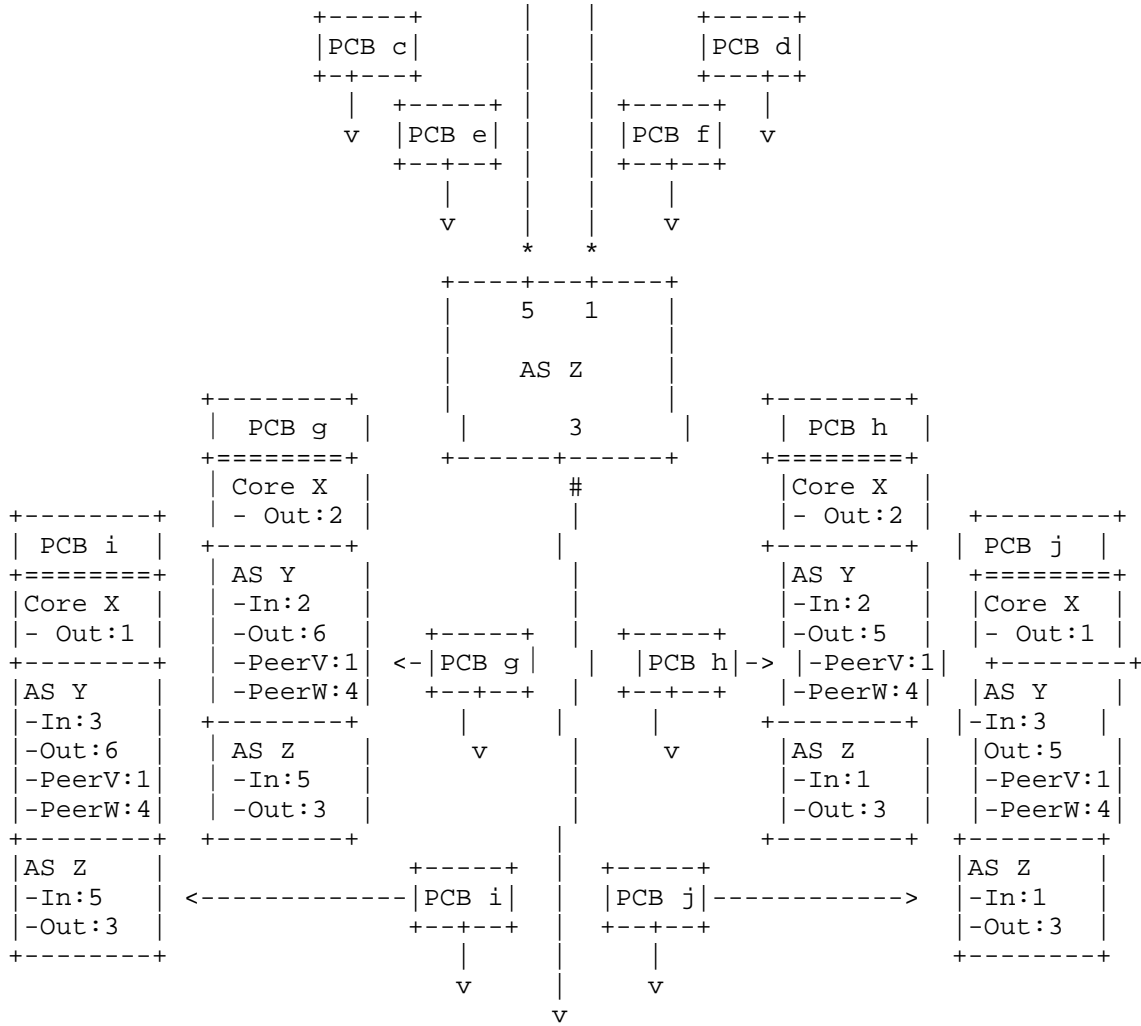 +-----+       |   |       +-----+
|PCB c|       |   |       |PCB d|
+-+---+       |   |       +---+-+
|  +-----+ |   | +-----+  |
v  |PCB e| |   | |PCB f|  v
+--+--+ |   | +--+--+
|    |   |    |
v    |   |    v
*   *
+----+---+----+
|    5   1    |
|             |
|    AS Z     |
|             |
+--------+     |             |     +--------+
|  PCB g  |     |      3      |     |  PCB h  |
+========+     +------+------+     +========+
| Core X  |            #            |Core X  |
+--------+  | - Out:2 |            |            |- Out:2 |  +--------+
| PCB i  |  +--------+            |            +--------+  | PCB j  |
+========+  | AS Y    |            |            |AS Y    |  +========+
|Core X  |  | -In:2   |            |            |-In:2   |  |Core X  |
|- Out:1 |  | -Out:6  |   +-----+  |  +-----+   |-Out:5  |  |- Out:1 |
+--------+  | -PeerV:1| <-|PCB g|  |  |PCB h|-> |-PeerV:1|  +--------+
|AS Y    |  | -PeerW:4|   +--+--+  |  +--+--+   |-PeerW:4|  |AS Y    |
|-In:3   |  +--------+      |     |     |      +--------+  |-In:3   |
|-Out:6  |  | AS Z    |      v     |     v      |AS Z    |  |Out:5   |
|-PeerV:1|  | -In:5   |            |            |-In:1   |  |-PeerV:1|
|-PeerW:4|  | -Out:3  |            |            |-Out:3  |  |-PeerW:4|
+--------+  +--------+            |            +--------+  +--------+
|AS Z    |               +-----+  |  +-----+               |AS Z    |
|-In:5   | <-------------|PCB i|  |  |PCB j|------------>  |-In:1   |
|-Out:3  |               +--+--+  |  +--+--+               |-Out:3  |
+--------+                  |     |     |                  +--------+
v     |     v
v